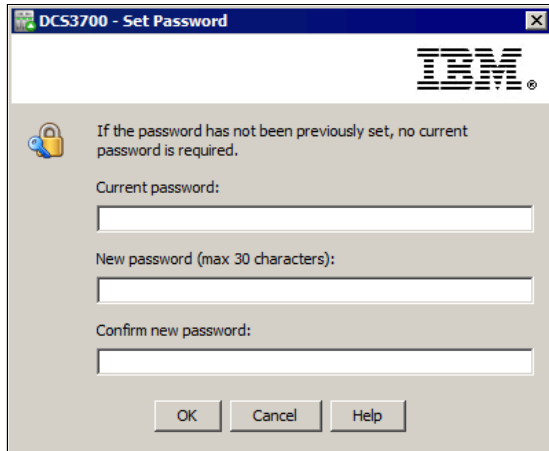 DCS3700 - Set Password
IBM®
If the password has not been previously set, no current
password is required.
Current password:
New password (max 30 characters):
Confirm new password:
OK Cancel Help